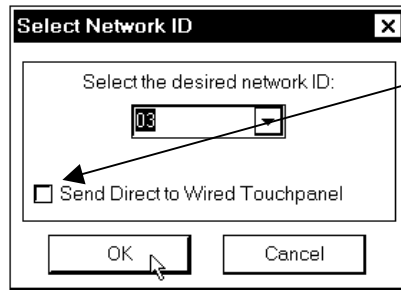 Select Network ID
Select the desired network ID:
03
Send Direct to Wired Touchpanel
OK
Cancel